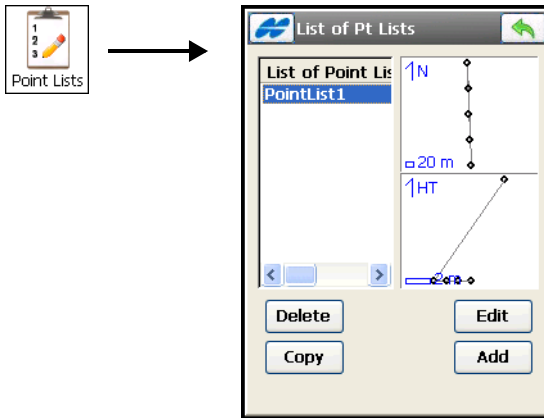 1
2
3
Point Lists
List of Pt Lists
List of Point Lis
PointList1
N
20 m
HT
2 m
Delete
Edit
Copy
Add